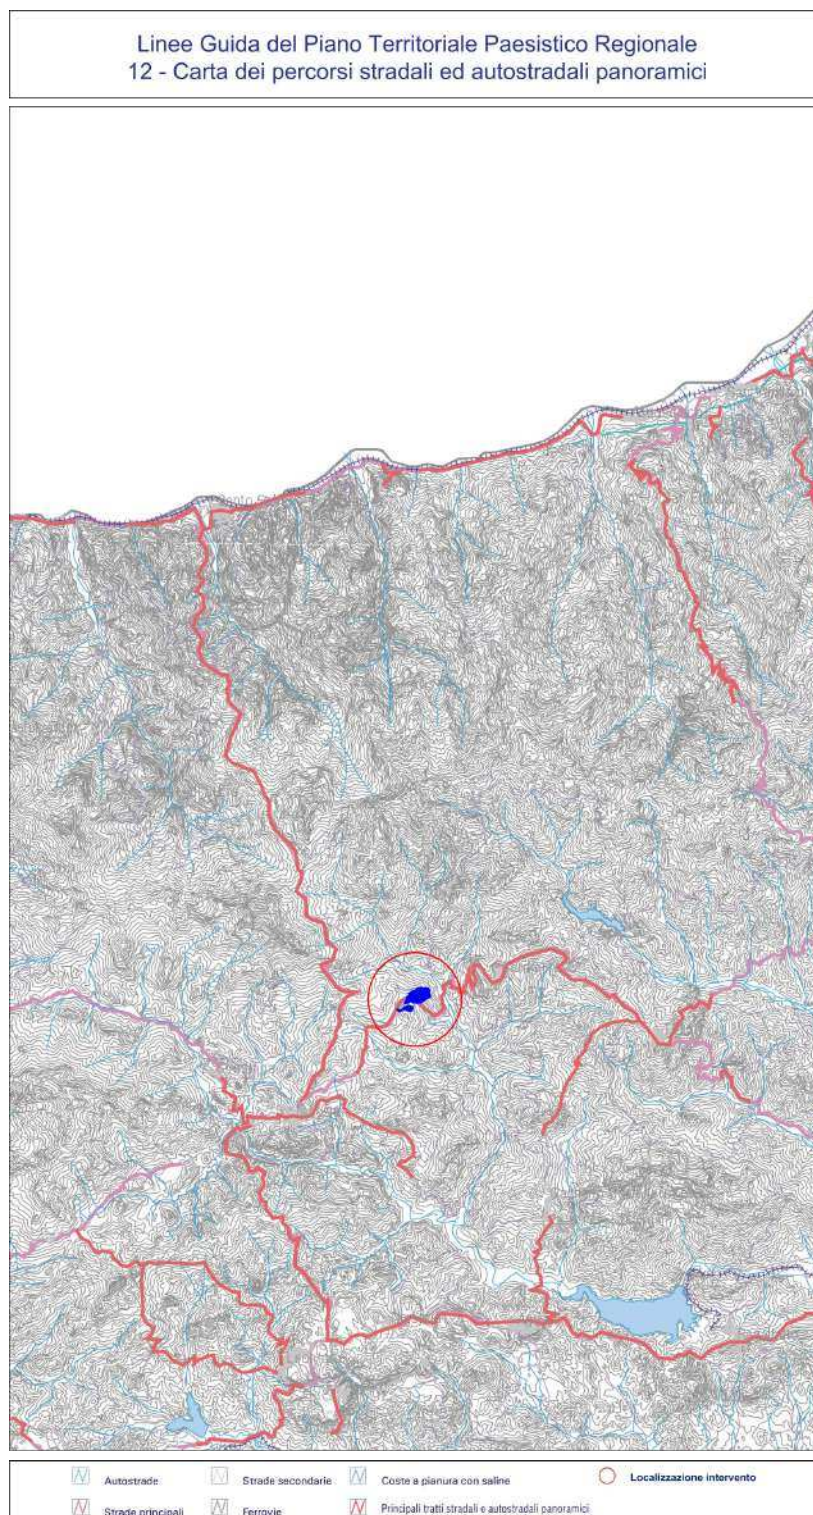 Linee Guida del Piano Territoriale Paesistico Regionale
12 - Carta dei percorsi stradali ed autostradali panoramici
Autostrade
Strade secondarie
Coste a pianura con saline
Localizzazione intervento
Strade principali
Ferrovie
Principali tratti stradali e autostradali panoramici